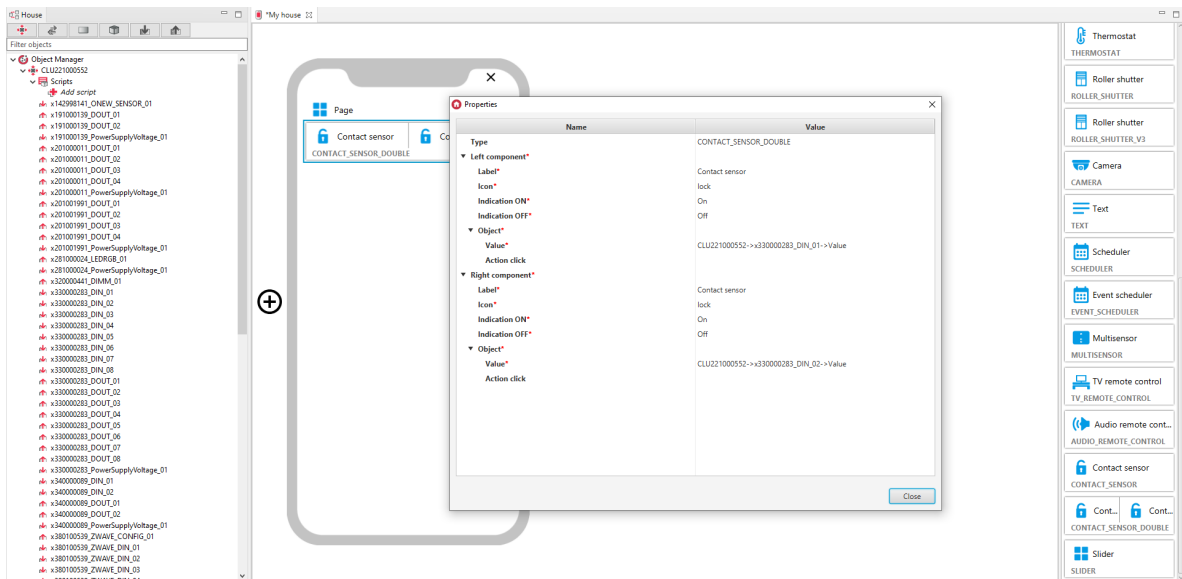 House
*My house
Filter objects
Object Manager
CLU221000552
Scripts
Add script
x142998141_ONEW_SENSOR_01
x191000139_DOUT_01
x191000139_DOUT_02
x191000139_PowerSupplyVoltage_01
x201000011_DOUT_01
x201000011_DOUT_02
x201000011_DOUT_03
x201000011_DOUT_04
x201000011_PowerSupplyVoltage_01
x201001991_DOUT_01
x201001991_DOUT_02
x201001991_DOUT_03
x201001991_DOUT_04
x201001991_PowerSupplyVoltage_01
x281000024_LEDRGB_01
x281000024_PowerSupplyVoltage_01
x320000441_DIMM_01
x330000283_DIN_01
x330000283_DIN_02
x330000283_DIN_03
x330000283_DIN_04
x330000283_DIN_05
x330000283_DIN_06
x330000283_DIN_07
x330000283_DIN_08
x330000283_DOUT_01
x330000283_DOUT_02
x330000283_DOUT_03
x330000283_DOUT_04
x330000283_DOUT_05
x330000283_DOUT_06
x330000283_DOUT_07
x330000283_DOUT_08
x330000283_PowerSupplyVoltage_01
x340000089_DIN_01
x340000089_DIN_02
x340000089_DOUT_01
x340000089_DOUT_02
x340000089_PowerSupplyVoltage_01
x380100539_ZWAVE_CONFIG_01
x380100539_ZWAVE_DIN_01
x380100539_ZWAVE_DIN_02
x380100539_ZWAVE_DIN_03
Page
Contact sensor Co
CONTACT_SENSOR_DOUBLE
Properties
Name Value
Type CONTACT_SENSOR_DOUBLE
Left component*
Label* Contact sensor
Icon* lock
Indication ON* On
Indication OFF* Off
Object*
Value* CLU221000552->x330000283_DIN_01->Value
Action click
Right component*
Label* Contact sensor
Icon* lock
Indication ON* On
Indication OFF* Off
Object*
Value* CLU221000552->x330000283_DIN_02->Value
Action click
Close
Thermostat
THERMOSTAT
Roller shutter
ROLLER_SHUTTER
Roller shutter
ROLLER_SHUTTER_V3
Camera
CAMERA
Text
TEXT
Scheduler
SCHEDULER
Event scheduler
EVENT_SCHEDULER
Multisensor
MULTISENSOR
TV remote control
TV_REMOTE_CONTROL
Audio remote cont...
AUDIO_REMOTE_CONTROL
Contact sensor
CONTACT_SENSOR
Cont... Cont...
CONTACT_SENSOR_DOUBLE
Slider
SLIDER